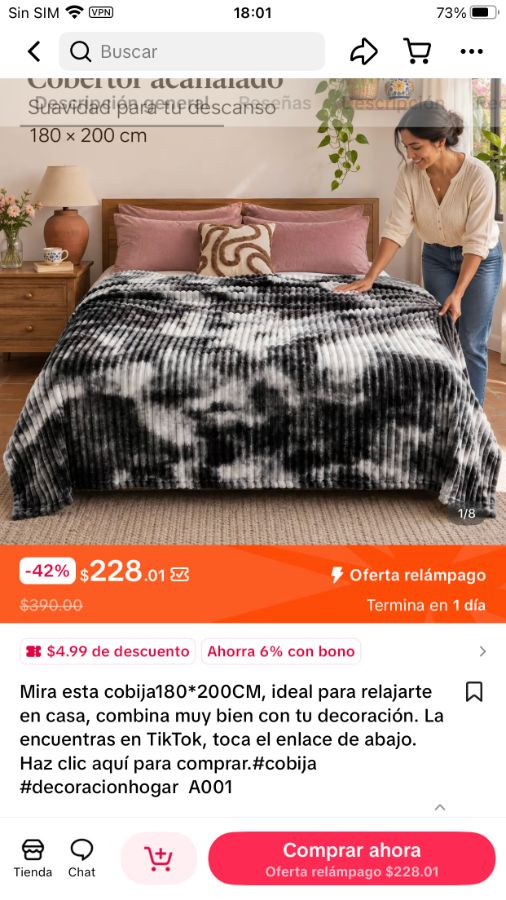 Sin SIM VPN 18:01 73%
Buscar
Cobertor acanalado
Descripción general Reseñas Descripción Rec
Suavidad para tu descanso
180 × 200 cm
1/8
-42% $228.01 Oferta relámpago
$390.00 Termina en 1 día
$4.99 de descuento Ahorra 6% con bono
Mira esta cobija180*200CM, ideal para relajarte
en casa, combina muy bien con tu decoración. La
encuentras en TikTok, toca el enlace de abajo.
Haz clic aquí para comprar.#cobija
#decoracionhogar A001
Tienda Chat Comprar ahora
Oferta relámpago $228.01